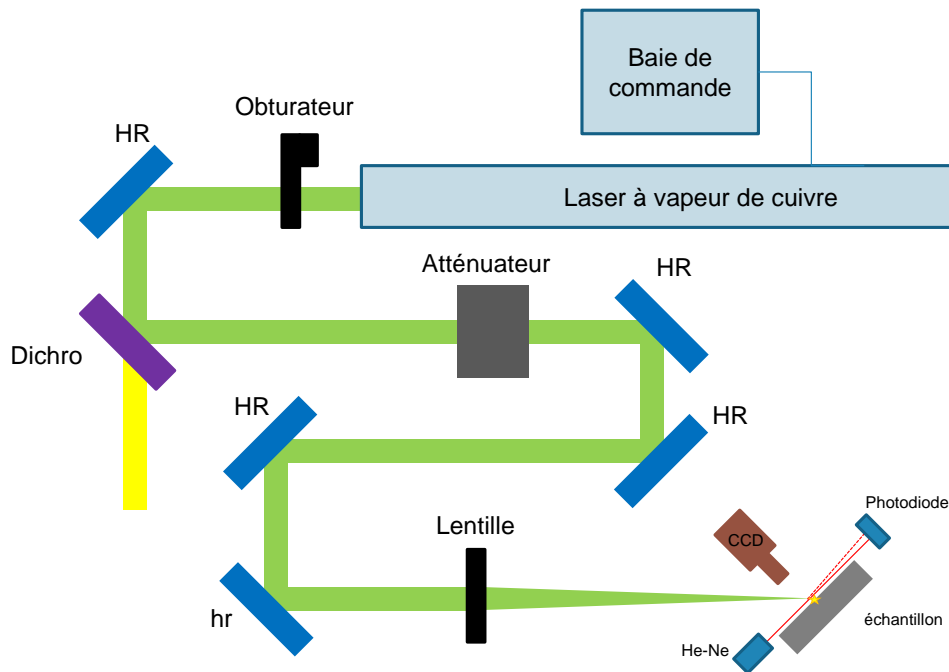 Baie de
commande
Obturateur
HR
Laser à vapeur de cuivre
Atténuateur
HR
Dichro
HR
HR
Lentille
Photodiode
CCD
hr
échantillon
He-Ne